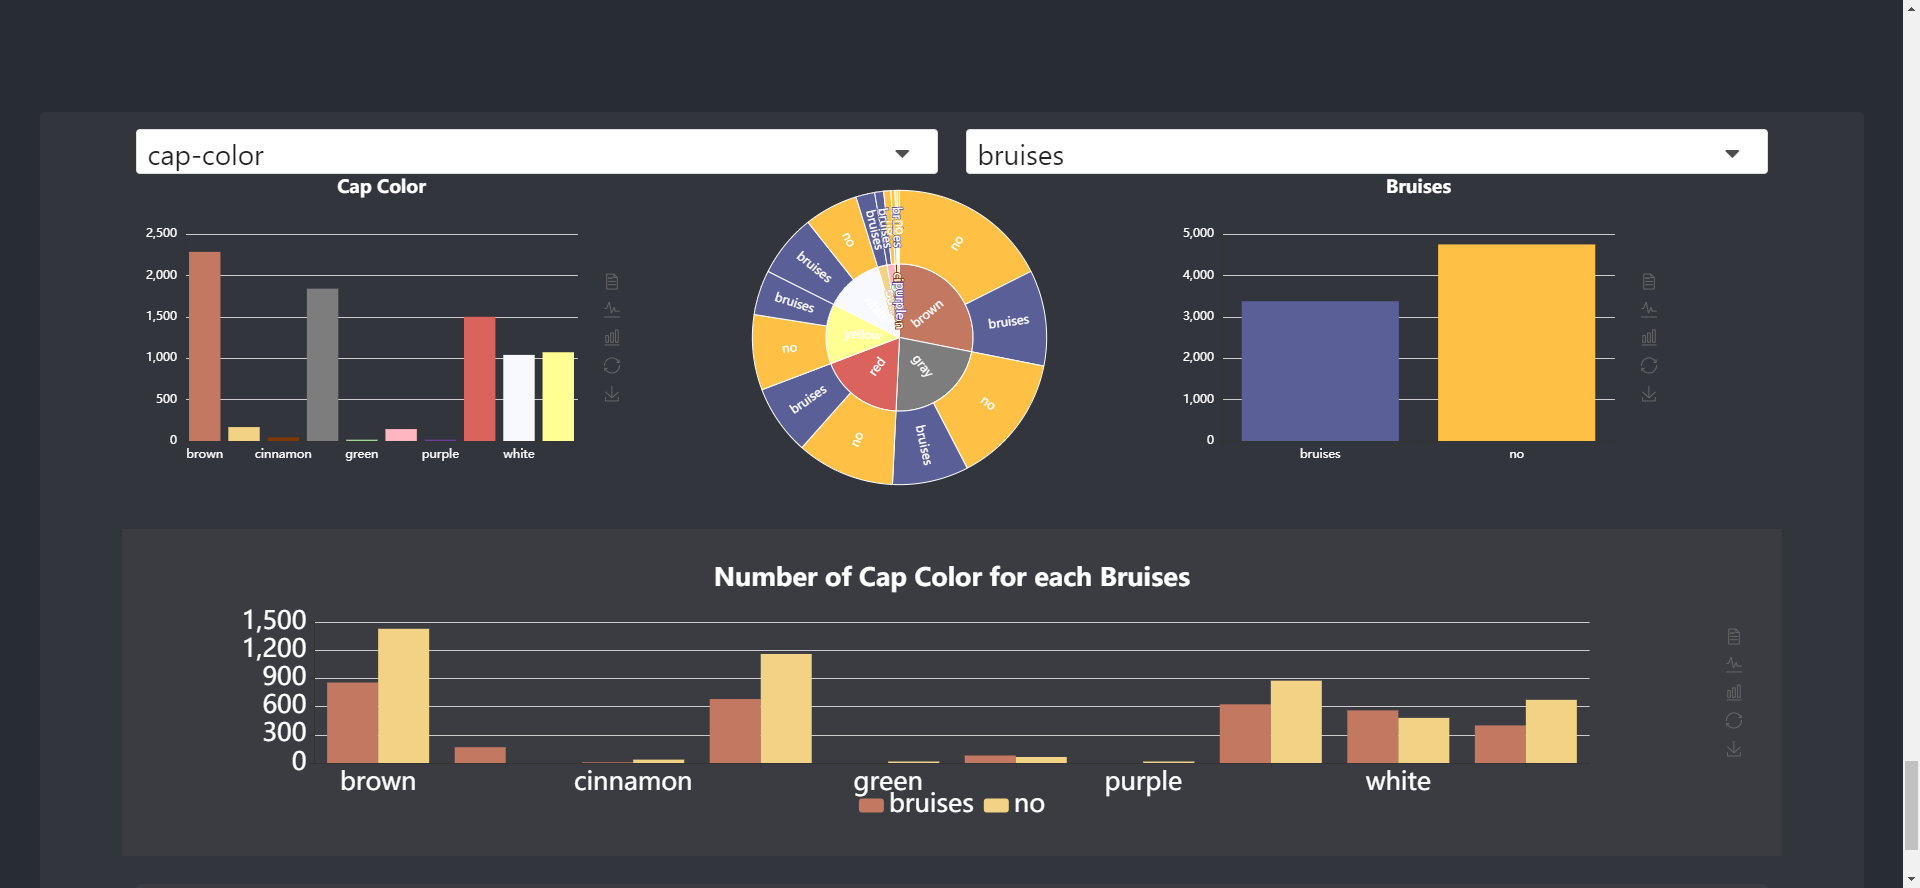 cap-color
bruises
Cap Color
2,500
2,000
1,500
1,000
500
0
brown
cinnamon
green
purple
white
no
bruises
no
bruises
no
bruises
no
bruises
bruises
no
bruises
bruises
brown
gray
red
yellow
purple
Bruises
5,000
4,000
3,000
2,000
1,000
0
bruises
no
Number of Cap Color for each Bruises
1,500
1,200
900
600
300
0
brown
cinnamon
green
purple
white
bruises
no